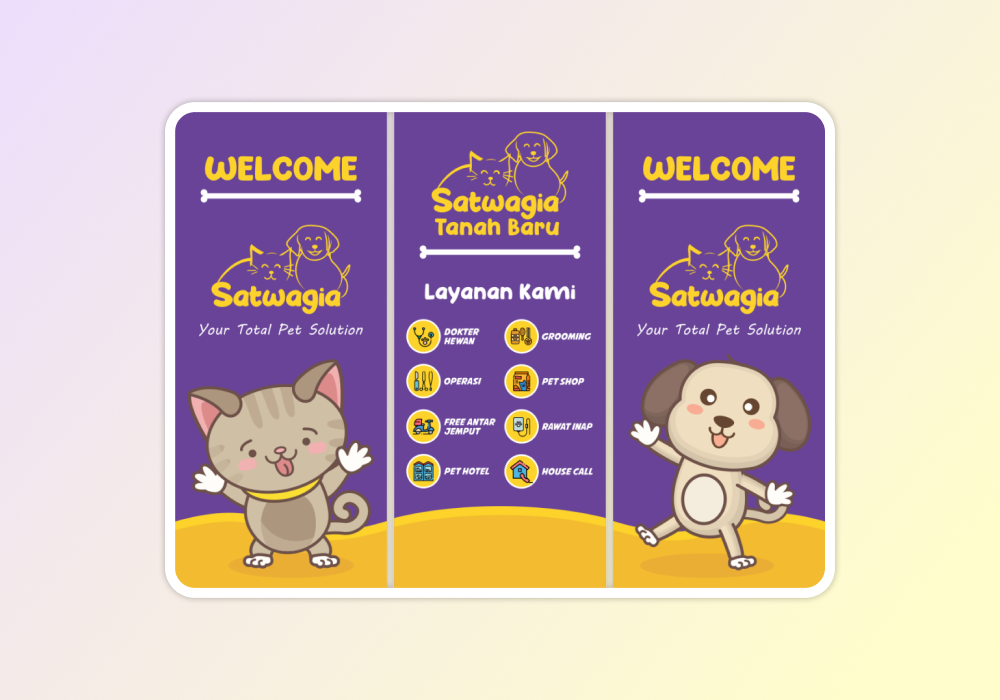 WELCOME
Satwagia
Your Total Pet Solution
Satwagia
Tanah Baru
Layanan Kami
DOKTER
HEWAN
GROOMING
OPERASI
PET SHOP
FREE ANTAR
JEMPUT
RAWAT INAP
PET HOTEL
HOUSE CALL
WELCOME
Satwagia
Your Total Pet Solution